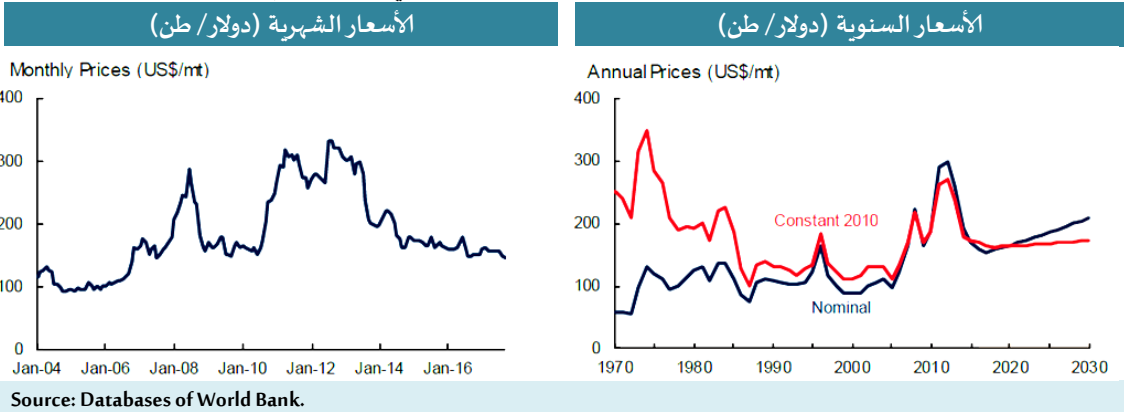 الأسعار الشهرية (دولار/ طن)
Monthly Prices (US$/mt)
400
300
200
100
0
Jan-04 Jan-06 Jan-08 Jan-10 Jan-12 Jan-14 Jan-16
الأسعار السنوية (دولار/ طن)
Annual Prices (US$/mt)
400
300
200
100
0
Constant 2010
Nominal
1970 1980 1990 2000 2010 2020 2030
Source: Databases of World Bank.